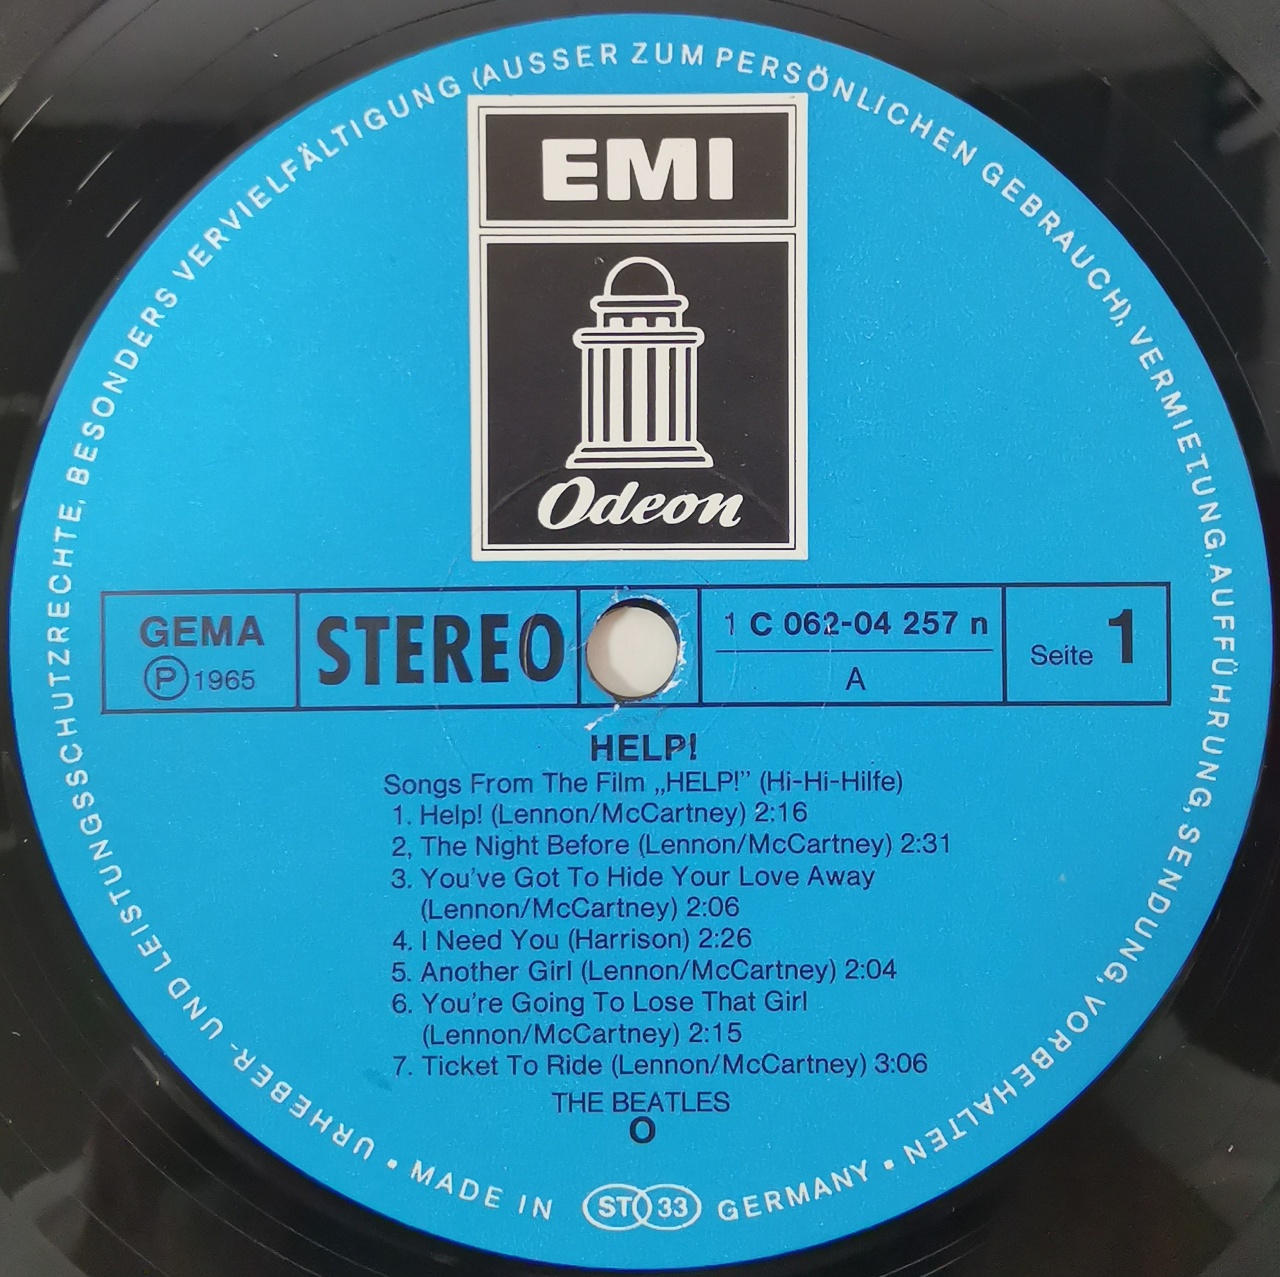 URHEBER- UND LEISTUNGSSCHUTZRECHTE, BESONDERS VERVIELFÄLTIGUNG (AUSSER ZUM PERSÖNLICHEN GEBRAUCH), VERMIETUNG, AUFFÜHRUNG, SENDUNG, VORBEHALTEN •
EMI
Odeon
GEMA
Ⓟ 1965
STEREO
1 C 062-04 257 n
A
Seite 1
HELP!
Songs From The Film „HELP!” (Hi-Hi-Hilfe)
1. Help! (Lennon/McCartney) 2:16
2, The Night Before (Lennon/McCartney) 2:31
3. You've Got To Hide Your Love Away
(Lennon/McCartney) 2:06
4. I Need You (Harrison) 2:26
5. Another Girl (Lennon/McCartney) 2:04
6. You're Going To Lose That Girl
(Lennon/McCartney) 2:15
7. Ticket To Ride (Lennon/McCartney) 3:06
THE BEATLES
O
• MADE IN ST 33 GERMANY